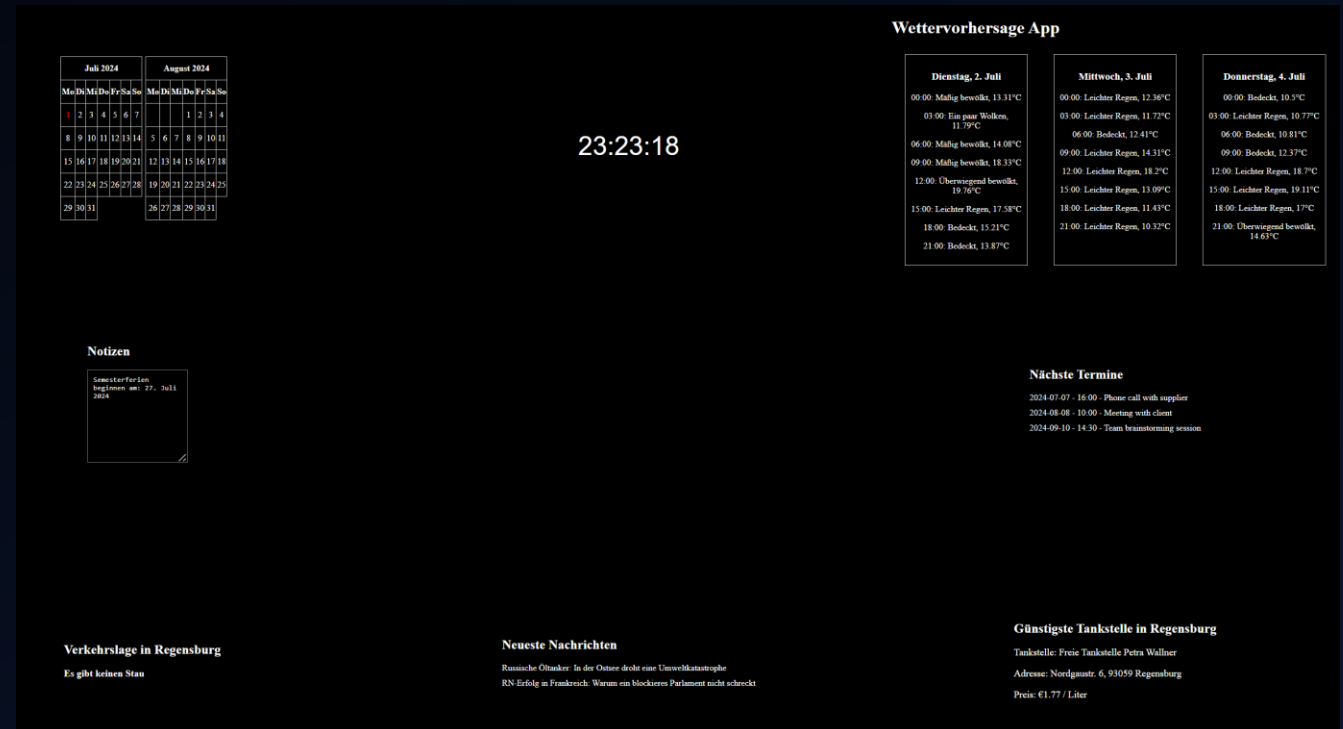 Juli 2024
Mo Di Mi Do Fr Sa So
1 2 3 4 5 6 7
8 9 10 11 12 13 14
15 16 17 18 19 20 21
22 23 24 25 26 27 28
29 30 31
August 2024
Mo Di Mi Do Fr Sa So
1 2 3 4
5 6 7 8 9 10 11
12 13 14 15 16 17 18
19 20 21 22 23 24 25
26 27 28 29 30 31
23:23:18
Wettervorhersage App
Dienstag, 2. Juli
00:00: Mäßig bewölkt, 13.31°C
03:00: Ein paar Wolken,
11.79°C
06:00: Mäßig bewölkt, 14.08°C
09:00: Mäßig bewölkt, 18.33°C
12:00: Überwiegend bewölkt,
19.76°C
15:00: Leichter Regen, 17.58°C
18:00: Bedeckt, 15.21°C
21:00: Bedeckt, 13.87°C
Mittwoch, 3. Juli
00:00: Leichter Regen, 12.36°C
03:00: Leichter Regen, 11.72°C
06:00: Bedeckt, 12.41°C
09:00: Leichter Regen, 14.31°C
12:00: Leichter Regen, 18.2°C
15:00: Leichter Regen, 13.09°C
18:00: Leichter Regen, 11.43°C
21:00: Leichter Regen, 10.32°C
Donnerstag, 4. Juli
00:00: Bedeckt, 10.5°C
03:00: Leichter Regen, 10.77°C
06:00: Bedeckt, 10.81°C
09:00: Bedeckt, 12.37°C
12:00: Leichter Regen, 18.7°C
15:00: Leichter Regen, 19.11°C
18:00: Leichter Regen, 17°C
21:00: Überwiegend bewölkt,
14.63°C
Notizen
Semesterferien
beginnen am: 27. Juli
2024
Nächste Termine
2024-07-07 - 16:00 - Phone call with supplier
2024-08-08 - 10:00 - Meeting with client
2024-09-10 - 14:30 - Team brainstorming session
Verkehrslage in Regensburg
Es gibt keinen Stau
Neueste Nachrichten
Russische Öltanker: In der Ostsee droht eine Umweltkatastrophe
RN-Erfolg in Frankreich: Warum ein blockieres Parlament nicht schreckt
Günstigste Tankstelle in Regensburg
Tankstelle: Freie Tankstelle Petra Wallner
Adresse: Nordgaustr. 6, 93059 Regensburg
Preis: €1.77 / Liter